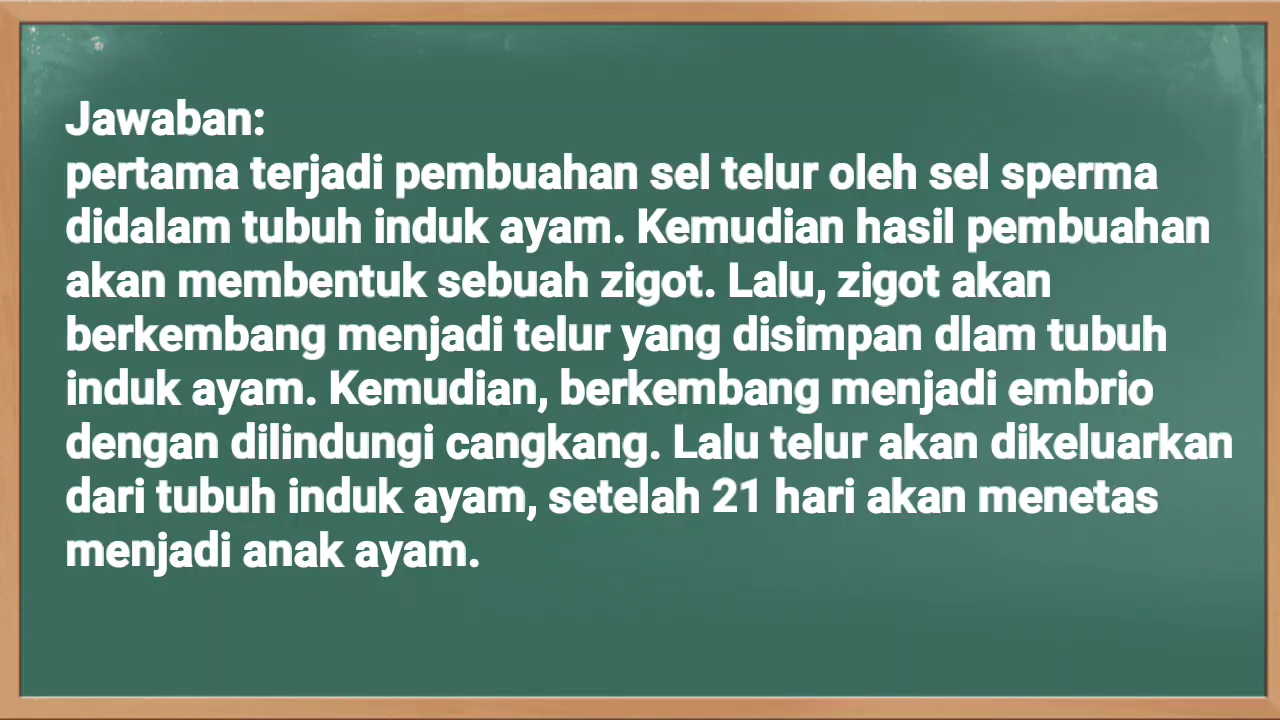 Jawaban:
pertama terjadi pembuahan sel telur oleh sel sperma
didalam tubuh induk ayam. Kemudian hasil pembuahan
akan membentuk sebuah zigot. Lalu, zigot akan
berkembang menjadi telur yang disimpan dlam tubuh
induk ayam. Kemudian, berkembang menjadi embrio
dengan dilindungi cangkang. Lalu telur akan dikeluarkan
dari tubuh induk ayam, setelah 21 hari akan menetas
menjadi anak ayam.